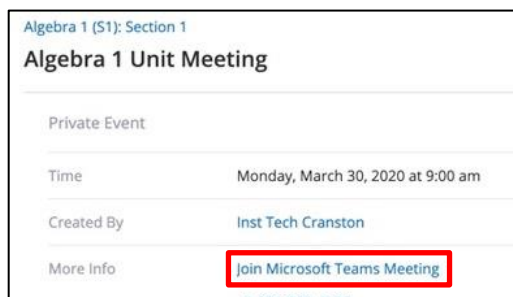 Algebra 1 (S1): Section 1
Algebra 1 Unit Meeting
Private Event
Time Monday, March 30, 2020 at 9:00 am
Created By Inst Tech Cranston
More Info Join Microsoft Teams Meeting